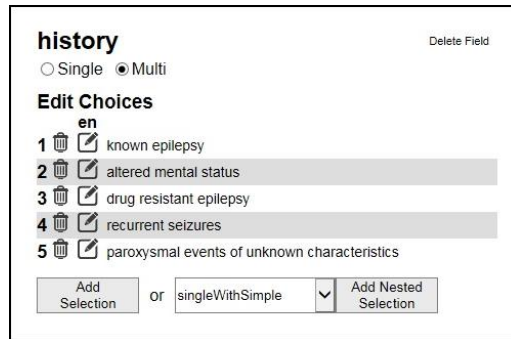 history Delete Field
Single Multi
Edit Choices
en
1 known epilepsy
2 altered mental status
3 drug resistant epilepsy
4 recurrent seizures
5 paroxysmal events of unknown characteristics
Add Selection or singleWithSimple Add Nested Selection